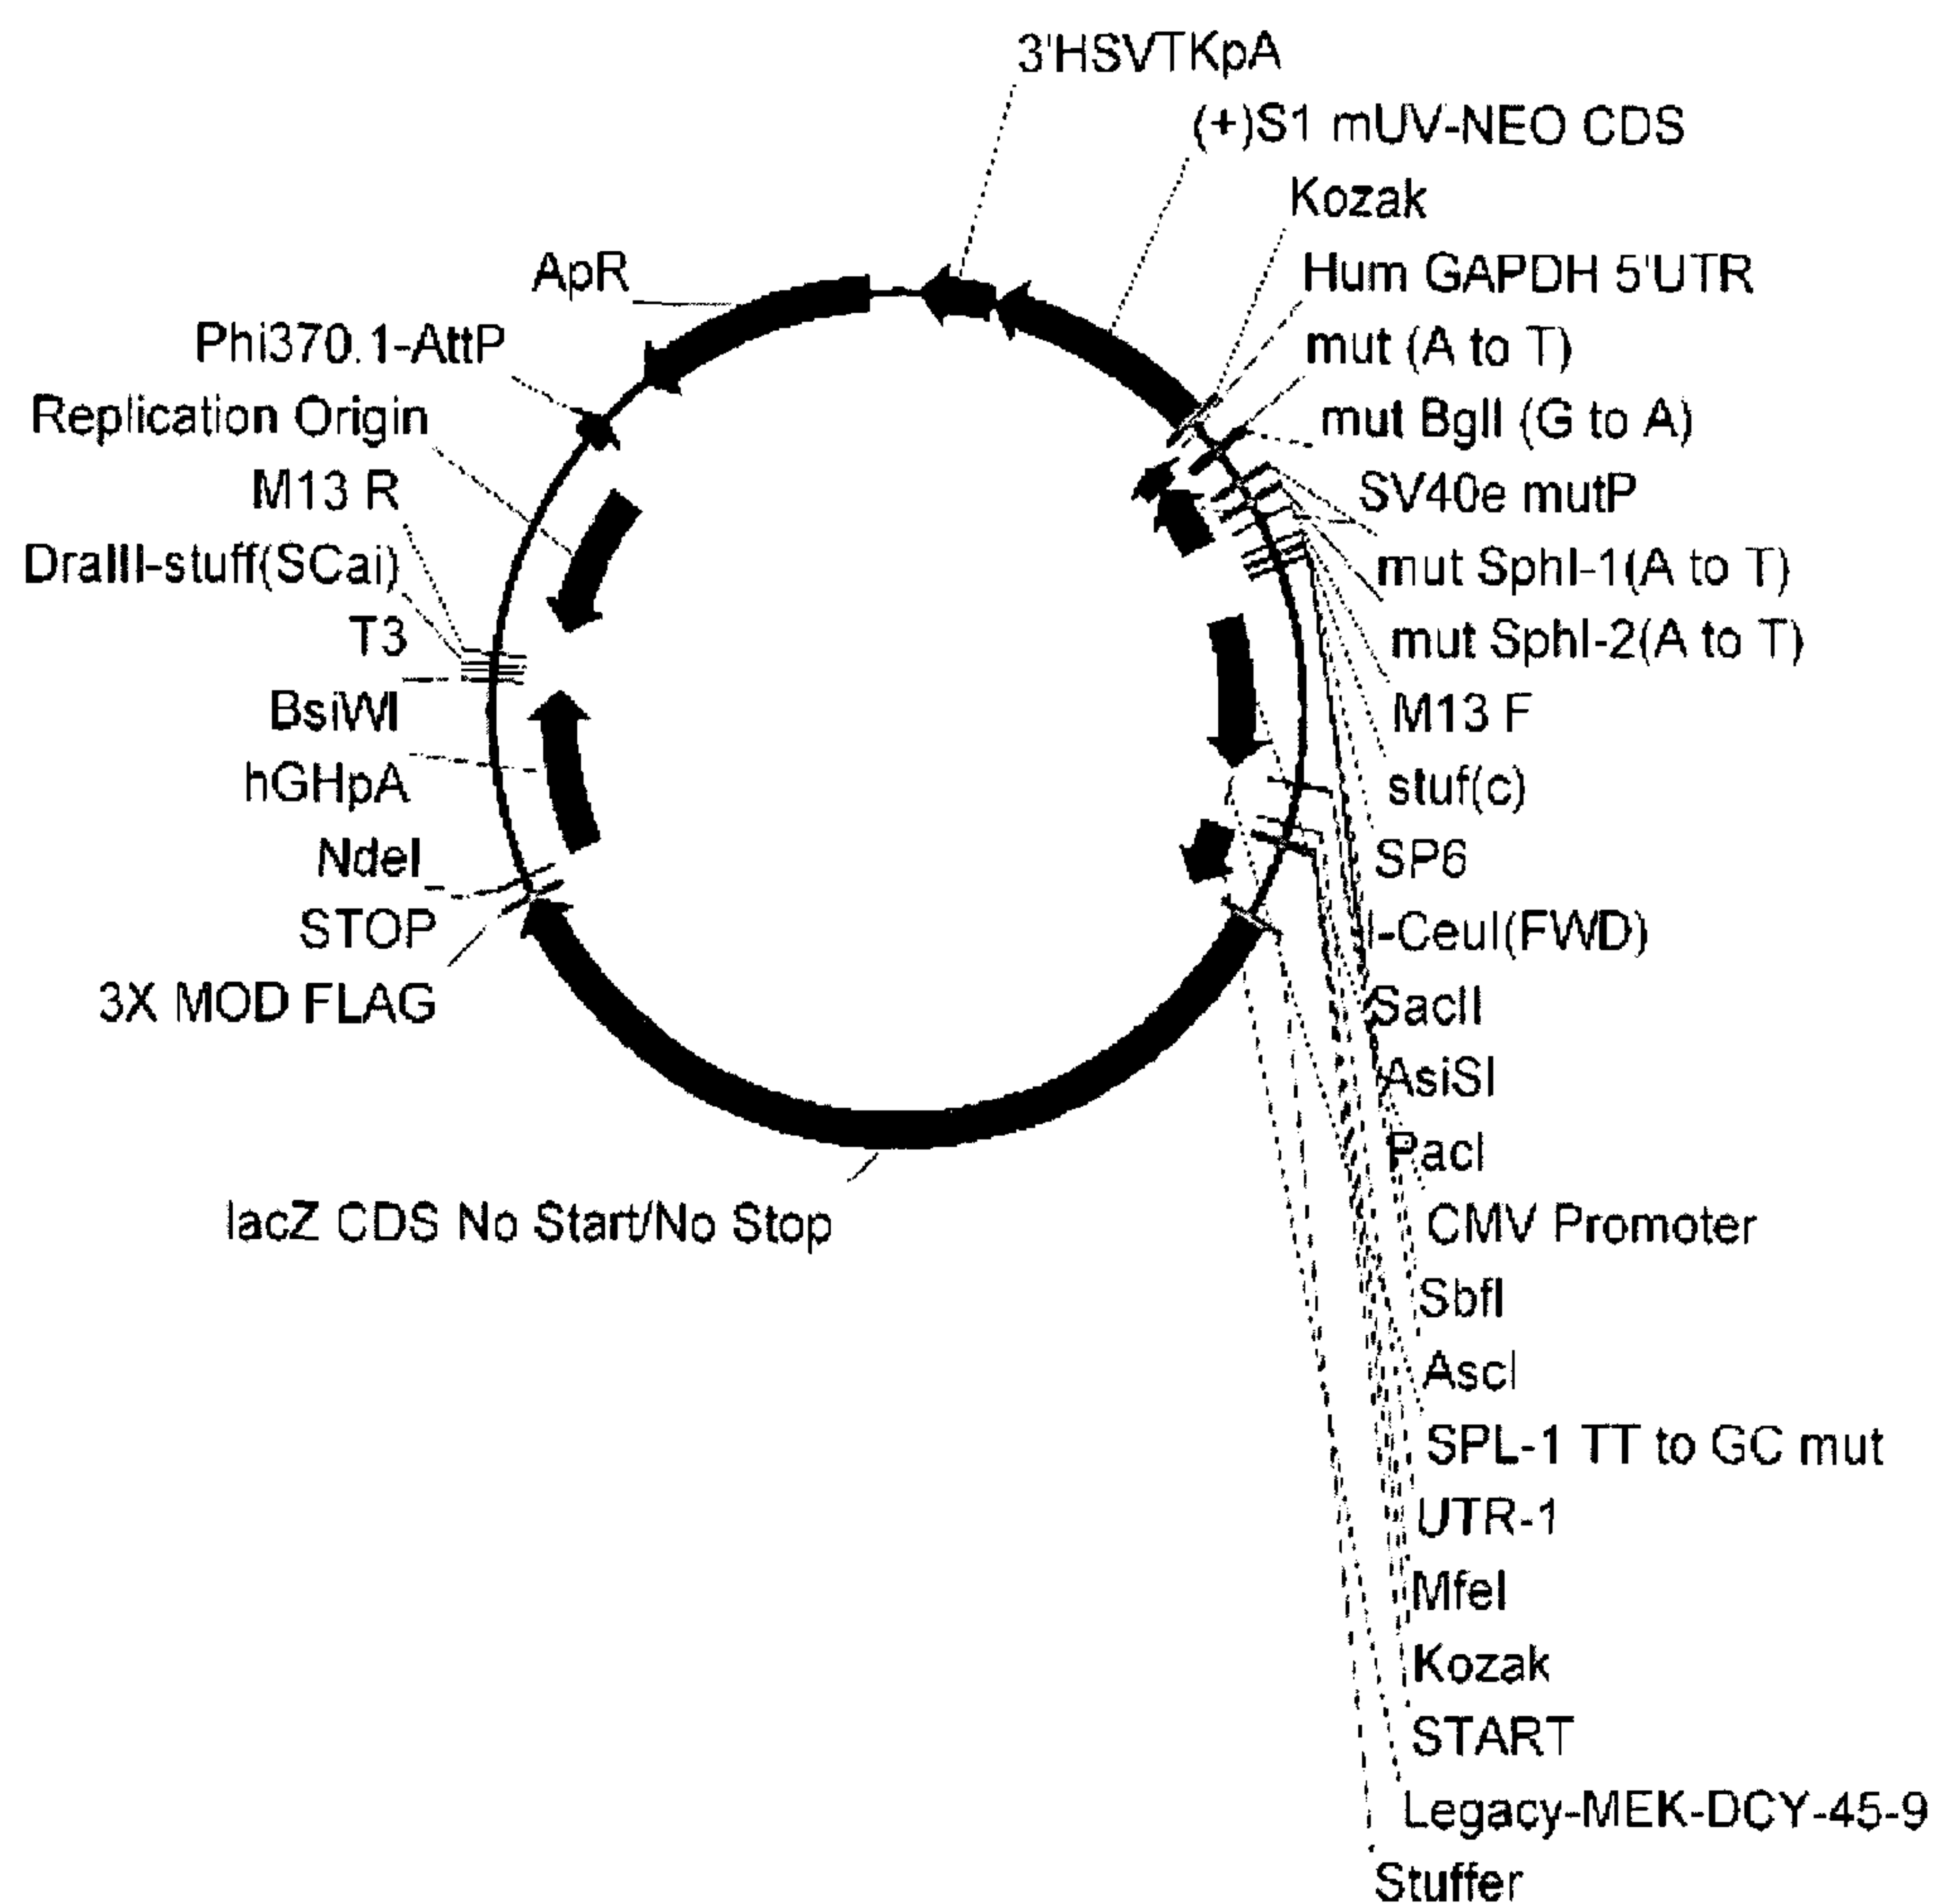 3'HSVTKpA
(+)S1 mUV-NEO CDS
Kozak
Hum GAPDH 5'UTR
mut (A to T)
mut BglI (G to A)
SV40e mutP
mut SphI-1(A to T)
mut SphI-2(A to T)
M13 F
stuf(c)
SP6
I-CeuI(FWD)
SacII
AsiSI
PacI
CMV Promoter
SbfI
AscI
SPL-1 TT to GC mut
UTR-1
MfeI
Kozak
START
Legacy-MEK-DCY-45-9
Stuffer
lacZ CDS No Start/No Stop
3X MOD FLAG
STOP
NdeI
hGHpA
BsiWI
T3
DraIII-stuff(SCai)
M13 R
Replication Origin
Phi370.1-AttP
ApR